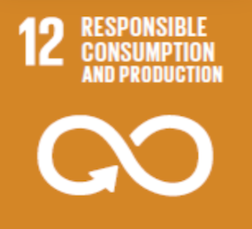 12 RESPONSIBLE
CONSUMPTION
AND PRODUCTION